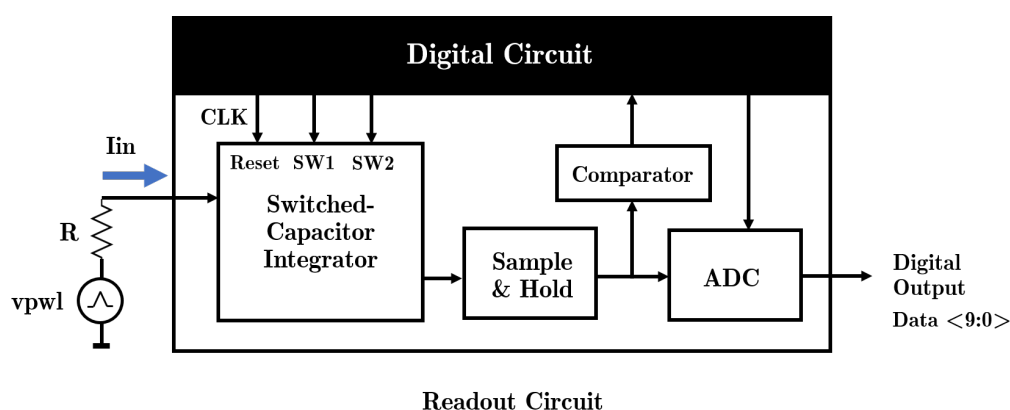 Digital Circuit
CLK
Iin
Reset SW1 SW2
Switched-
Capacitor
Integrator
R
vpwl
Comparator
Sample
& Hold
ADC
Digital
Output
Data <9:0>
Readout Circuit